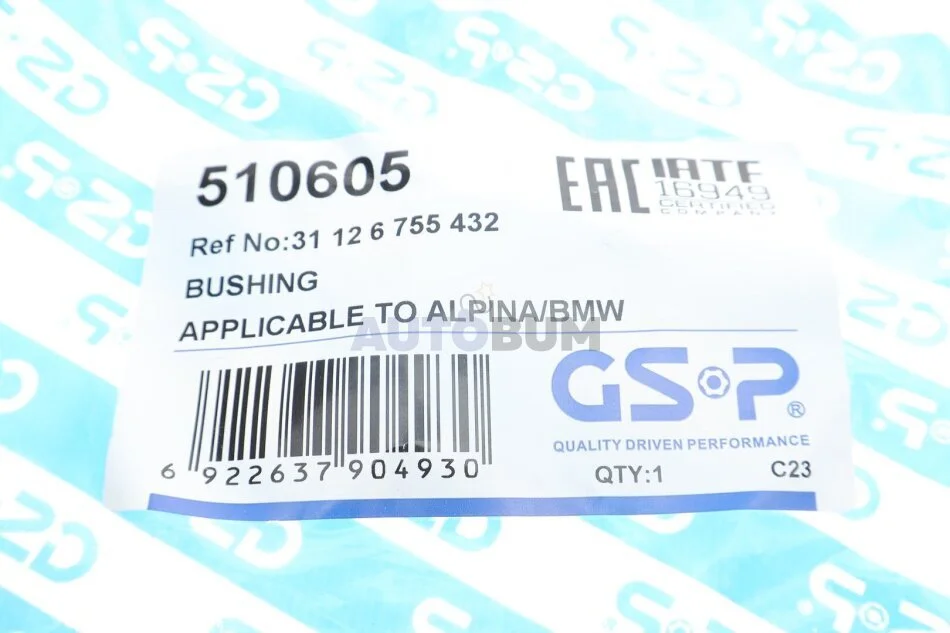 510605
EAC
IATF
16949
CERTIFIED
COMPANY
Ref No:31 12 6 755 432
BUSHING
APPLICABLE TO ALPINA/BMW
AUTOBUM
GS·P®
QUALITY DRIVEN PERFORMANCE
6 922637 904930
QTY:1
C23